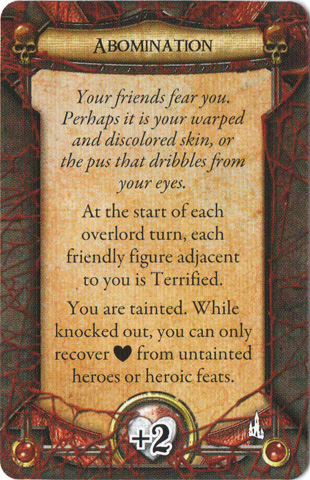 ABOMINATION
Your friends fear you.
Perhaps it is your warped
and discolored skin, or
the pus that dribbles from
your eyes.
At the start of each
overlord turn, each
friendly figure adjacent
to you is Terrified.
You are tainted. While
knocked out, you can only
recover ♥ from untainted
heroes or heroic feats.
+2